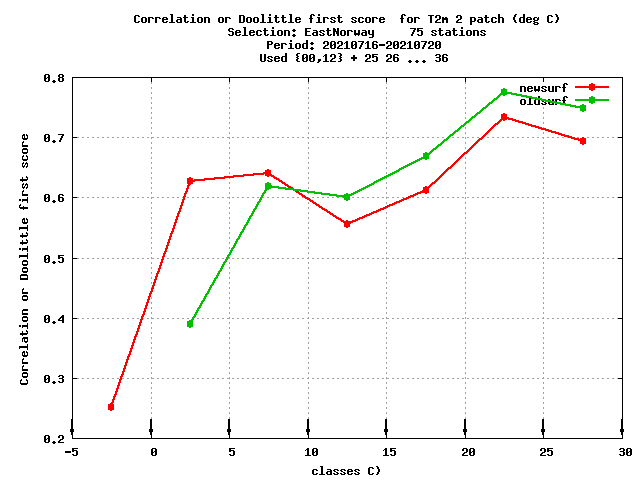 Correlation or Doolittle first score  for T2m 2 patch (deg C)
Selection: EastNorway     75 stations
Period: 20210716-20210720
Used {00,12} + 25 26 ... 36
newsurf
oldsurf
Correlation or Doolittle first score
0.8
0.7
0.6
0.5
0.4
0.3
0.2
-5 0 5 10 15 20 25 30
classes C)